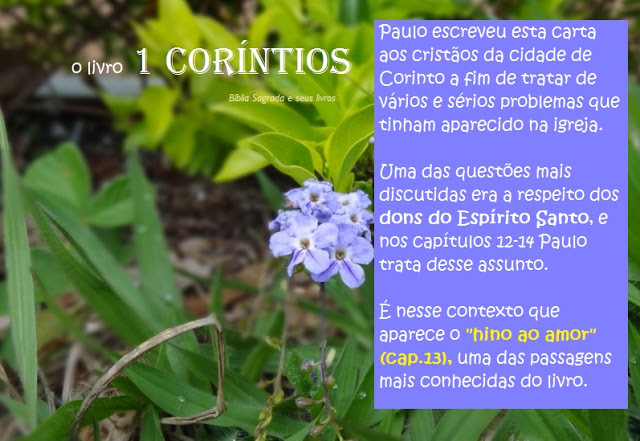 o livro 1 CORÍNTIOS
Bíblia Sagrada e seus livros
Paulo escreveu esta carta
aos cristãos da cidade de
Corinto a fim de tratar de
vários e sérios problemas que
tinham aparecido na igreja.
Uma das questões mais
discutidas era a respeito dos
dons do Espírito Santo, e
nos capítulos 12-14 Paulo
trata desse assunto.
É nesse contexto que
aparece o "hino ao amor"
(cap.13), uma das passagens
mais conhecidas do livro.